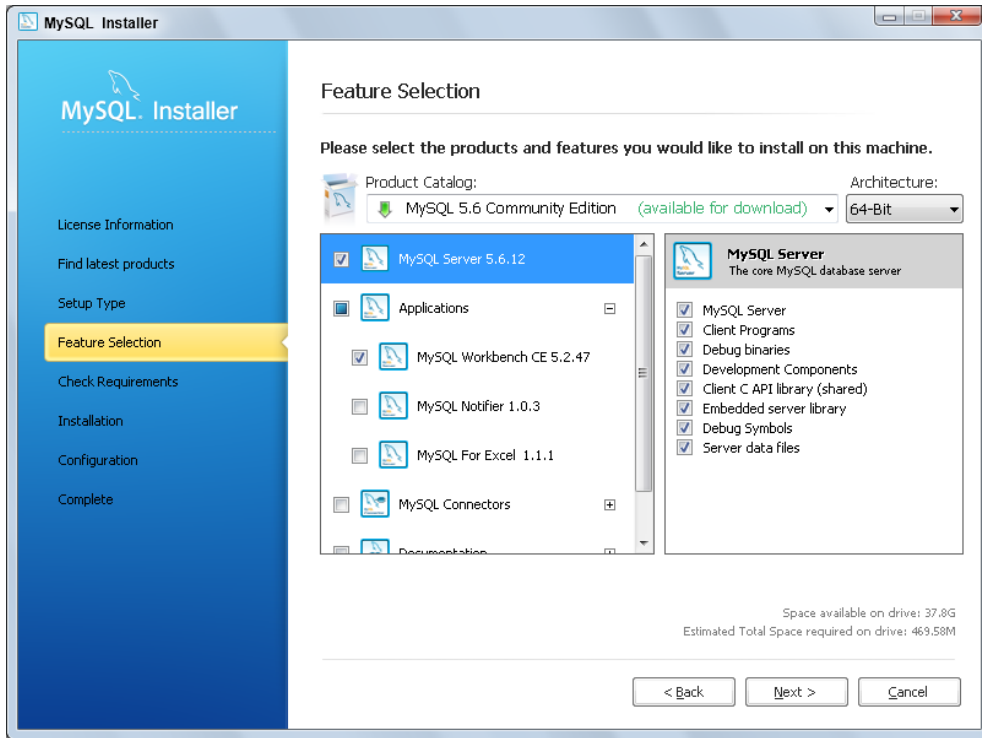 MySQL Installer
MySQL. Installer
License Information
Find latest products
Setup Type
Feature Selection
Check Requirements
Installation
Configuration
Complete
Feature Selection
Please select the products and features you would like to install on this machine.
Product Catalog:
Architecture:
MySQL 5.6 Community Edition (available for download)
64-Bit
MySQL Server 5.6.12
Applications
MySQL Workbench CE 5.2.47
MySQL Notifier 1.0.3
MySQL For Excel 1.1.1
MySQL Connectors
Documentation
MySQL Server
The core MySQL database server
MySQL Server
Client Programs
Debug binaries
Development Components
Client C API library (shared)
Embedded server library
Debug Symbols
Server data files
Space available on drive: 37.8G
Estimated Total Space required on drive: 469.58M
< Back
Next >
Cancel